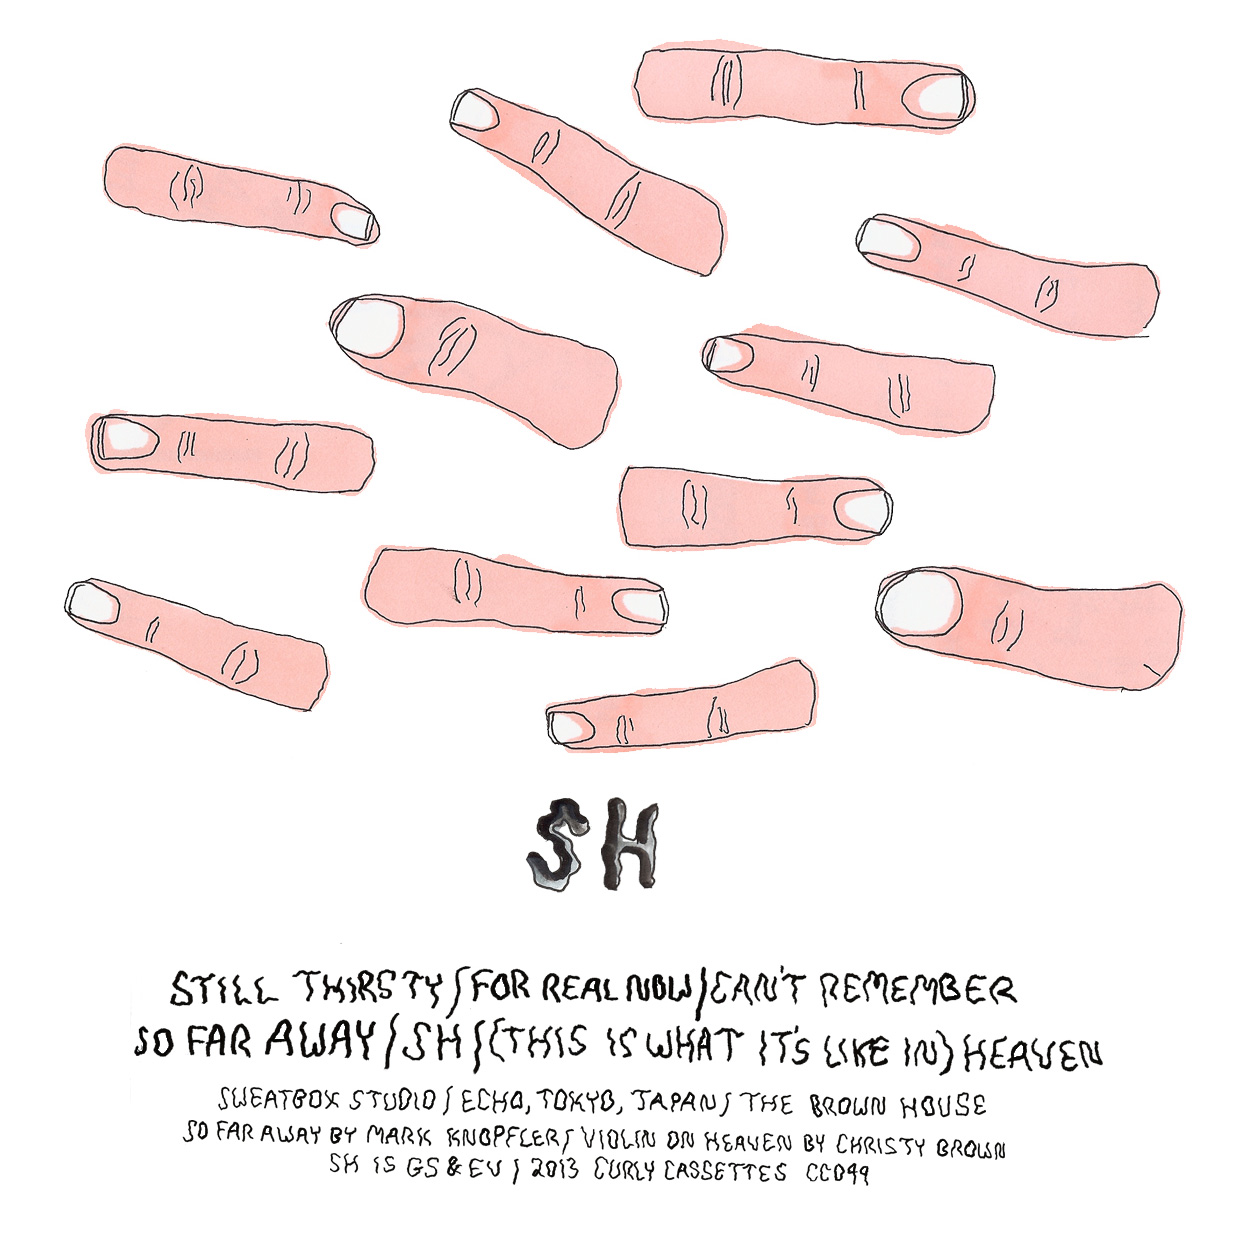 SH
STILL THIRSTY/FOR REAL NOW/CAN'T REMEMBER
SO FAR AWAY/SH/(THIS IS WHAT IT'S LIKE IN) HEAVEN
SWEATBOX STUDIO/ECHO, TOKYO, JAPAN/THE BROWN HOUSE
SO FAR AWAY BY MARK KNOPFLER/VIOLIN ON HEAVEN BY CHRISTY BROWN
SH IS GS & EV/2013 CURLY CASSETTES CC049